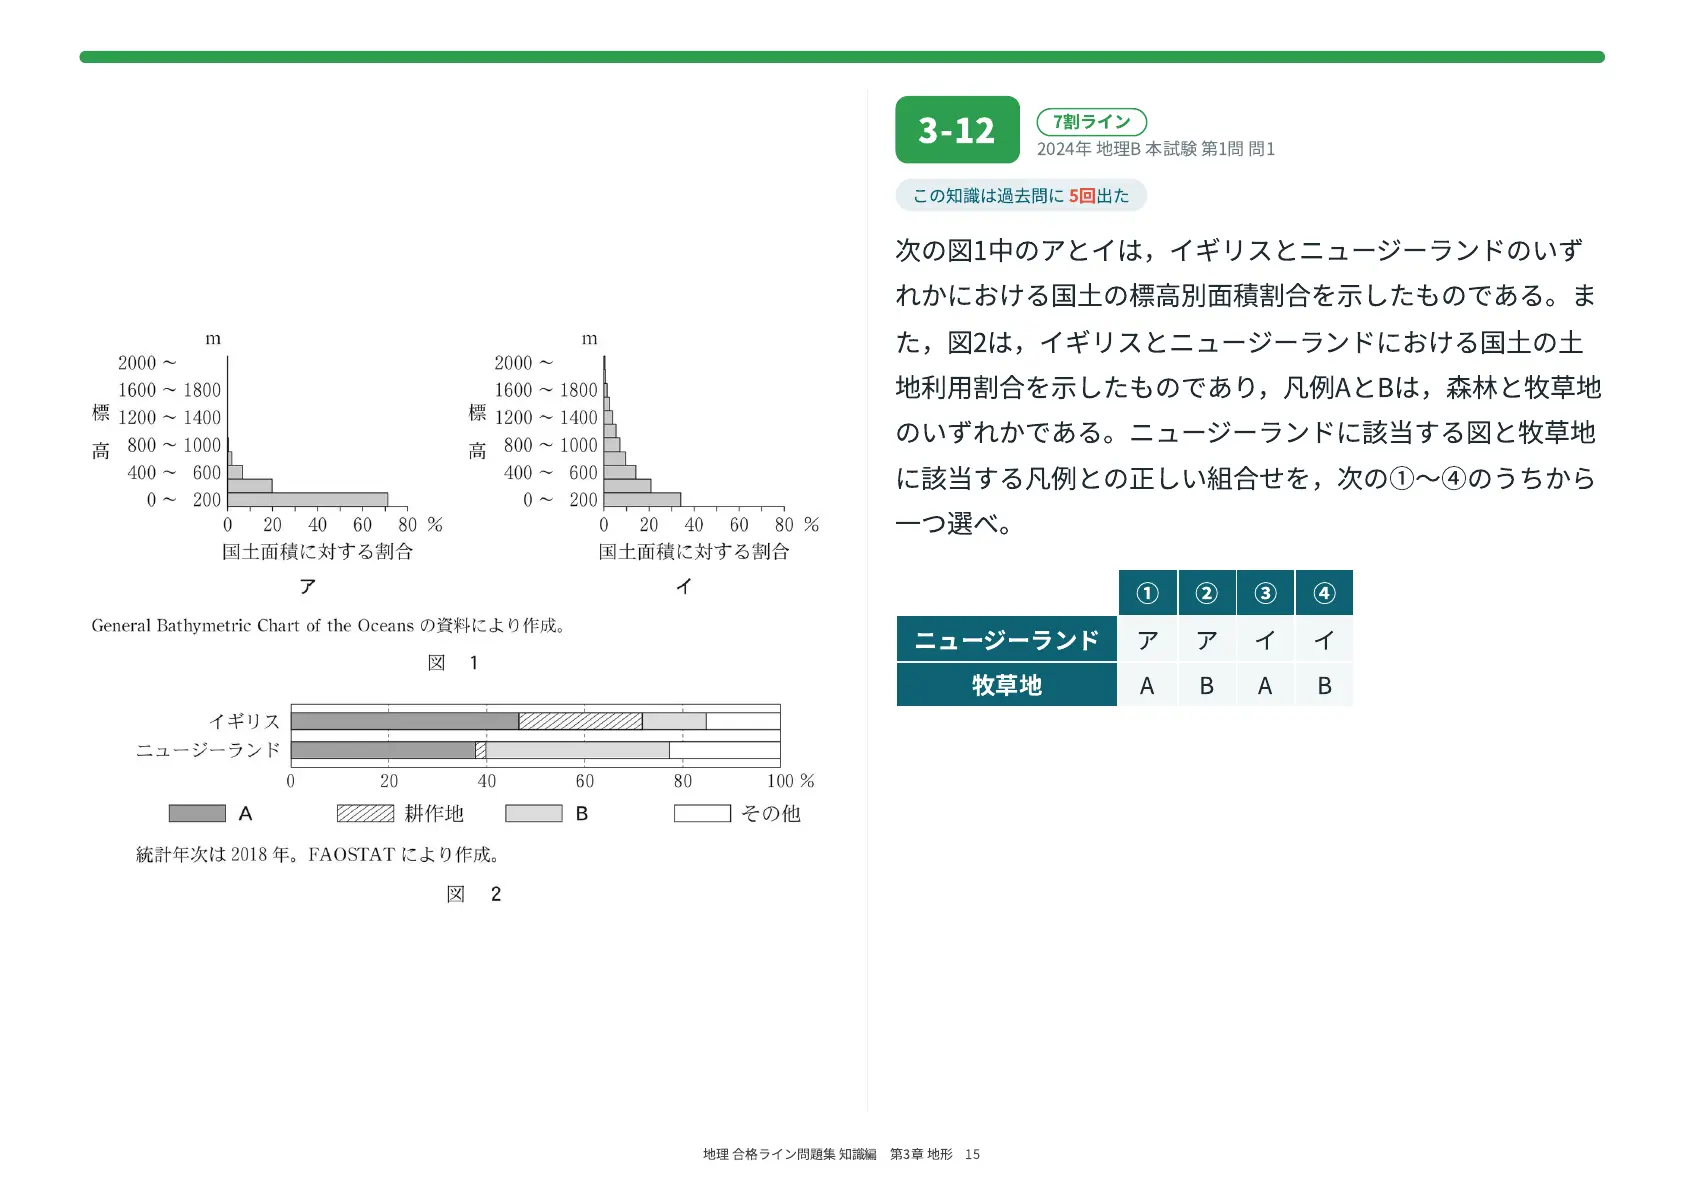 m
2000 ～
1600 ～ 1800
1200 ～ 1400
800 ～ 1000
400 ～ 600
0 ～ 200
標高
0 20 40 60 80 %
国土面積に対する割合
ア
m
2000 ～
1600 ～ 1800
1200 ～ 1400
800 ～ 1000
400 ～ 600
0 ～ 200
標高
0 20 40 60 80 %
国土面積に対する割合
イ
General Bathymetric Chart of the Oceans の資料により作成。
図 1
イギリス
ニュージーランド
0 20 40 60 80 100 %
A 耕作地 B その他
統計年次は 2018 年。FAOSTAT により作成。
図 2
3-12
7割ライン
2024年 地理B 本試験 第1問 問1
この知識は過去問に 5回出た
次の図1中のアとイは，イギリスとニュージーランドのいず
れかにおける国土の標高別面積割合を示したものである。ま
た，図2は，イギリスとニュージーランドにおける国土の土
地利用割合を示したものであり，凡例AとBは，森林と牧草地
のいずれかである。ニュージーランドに該当する図と牧草地
に該当する凡例との正しい組合せを，次の①～④のうちから
一つ選べ。
① ② ③ ④
ニュージーランド ア ア イ イ
牧草地 A B A B
地理 合格ライン問題集 知識編 第3章 地形 15